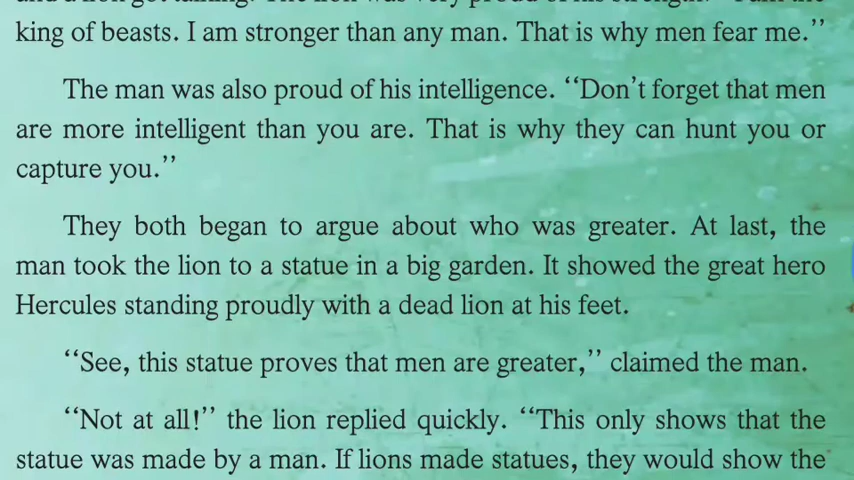 king of beasts. I am stronger than any man. That is why men fear me.”
The man was also proud of his intelligence. “Don’t forget that men
are more intelligent than you are. That is why they can hunt you or
capture you.”
They both began to argue about who was greater. At last, the
man took the lion to a statue in a big garden. It showed the great hero
Hercules standing proudly with a dead lion at his feet.
“See, this statue proves that men are greater,” claimed the man.
“Not at all!” the lion replied quickly. “This only shows that the
statue was made by a man. If lions made statues, they would show the